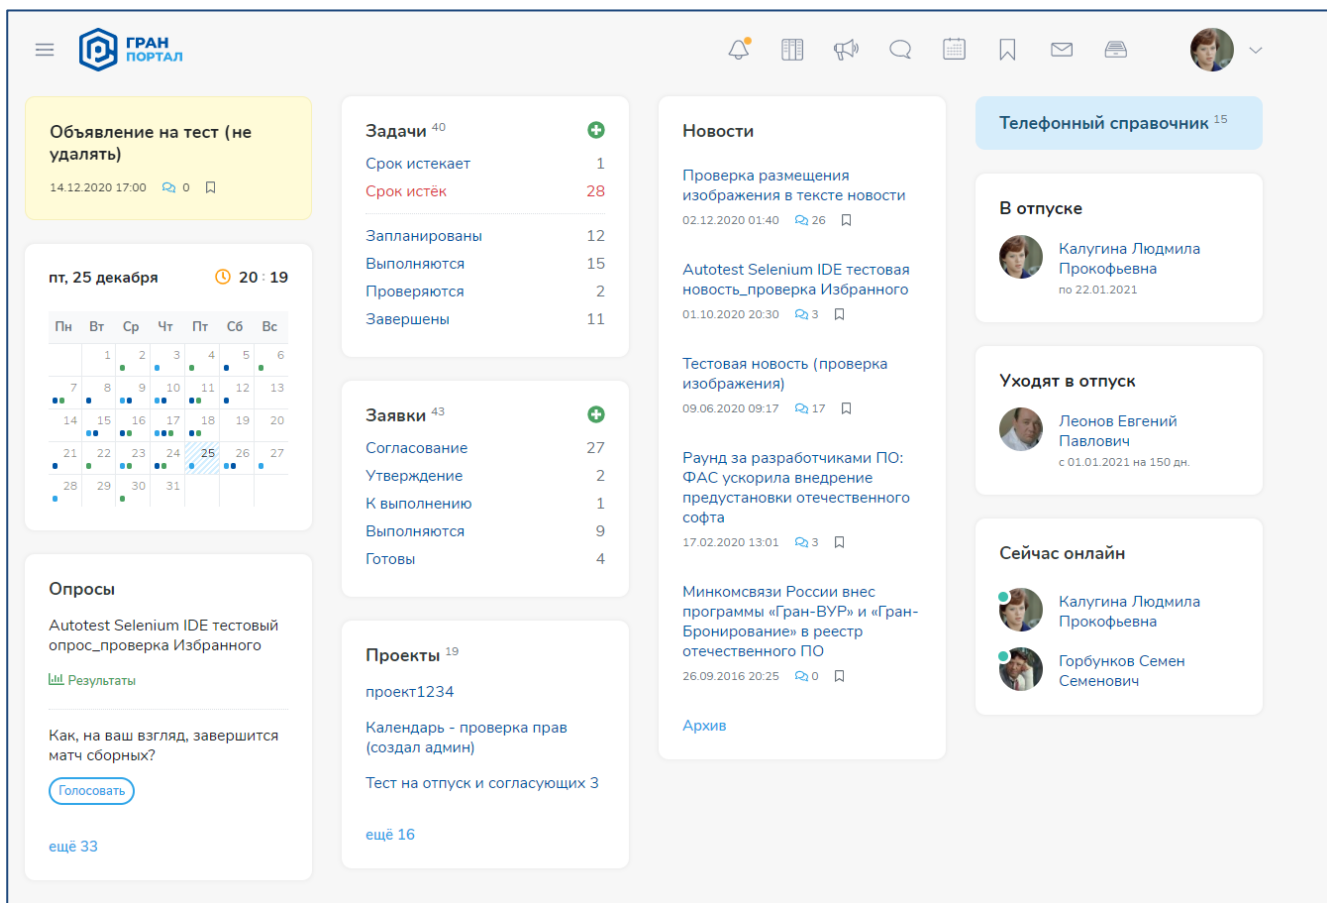 ГРАН
ПОРТАЛ
Объявление на тест (не
удалять)
14.12.2020 17:00 0
пт, 25 декабря 20 : 19
Пн Вт Ср Чт Пт Сб Вс
1 2 3 4 5 6
7 8 9 10 11 12 13
14 15 16 17 18 19 20
21 22 23 24 25 26 27
28 29 30 31
Опросы
Autotest Selenium IDE тестовый
опрос_проверка Избранного
Результаты
Как, на ваш взгляд, завершится
матч сборных?
Голосовать
ещё 33
Задачи 40
Срок истекает 1
Срок истёк 28
Запланированы 12
Выполняются 15
Проверяются 2
Завершены 11
Заявки 43
Согласование 27
Утверждение 2
К выполнению 1
Выполняются 9
Готовы 4
Проекты 19
проект1234
Календарь - проверка прав
(создал админ)
Тест на отпуск и согласующих 3
ещё 16
Новости
Проверка размещения
изображения в тексте новости
02.12.2020 01:40 26
Autotest Selenium IDE тестовая
новость_проверка Избранного
01.10.2020 20:30 3
Тестовая новость (проверка
изображения)
09.06.2020 09:17 17
Раунд за разработчиками ПО:
ФАС ускорила внедрение
предустановки отечественного
софта
17.02.2020 13:01 3
Минкомсвязи России внес
программы «Гран-ВУР» и «Гран-
Бронирование» в реестр
отечественного ПО
26.09.2016 20:25 0
Архив
Телефонный справочник 15
В отпуске
Калугина Людмила
Прокофьевна
по 22.01.2021
Уходят в отпуск
Леонов Евгений
Павлович
с 01.01.2021 на 150 дн.
Сейчас онлайн
Калугина Людмила
Прокофьевна
Горбунков Семен
Семенович